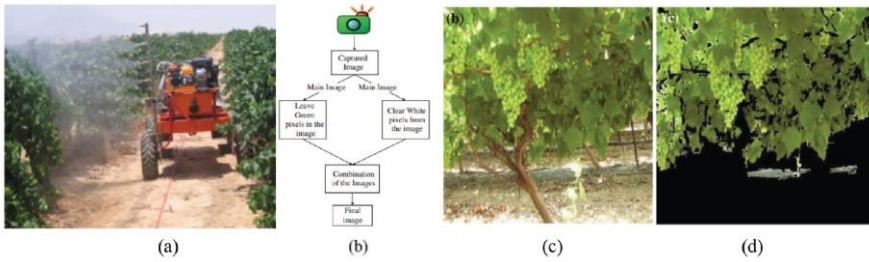 Captured
Image
Main Image Main Image
Leave
Green
pixels in the
image
Clear White
pixels from
the image
Combination
of the Images
Final
image
(b)
(c)
(a)
(b)
(c)
(d)